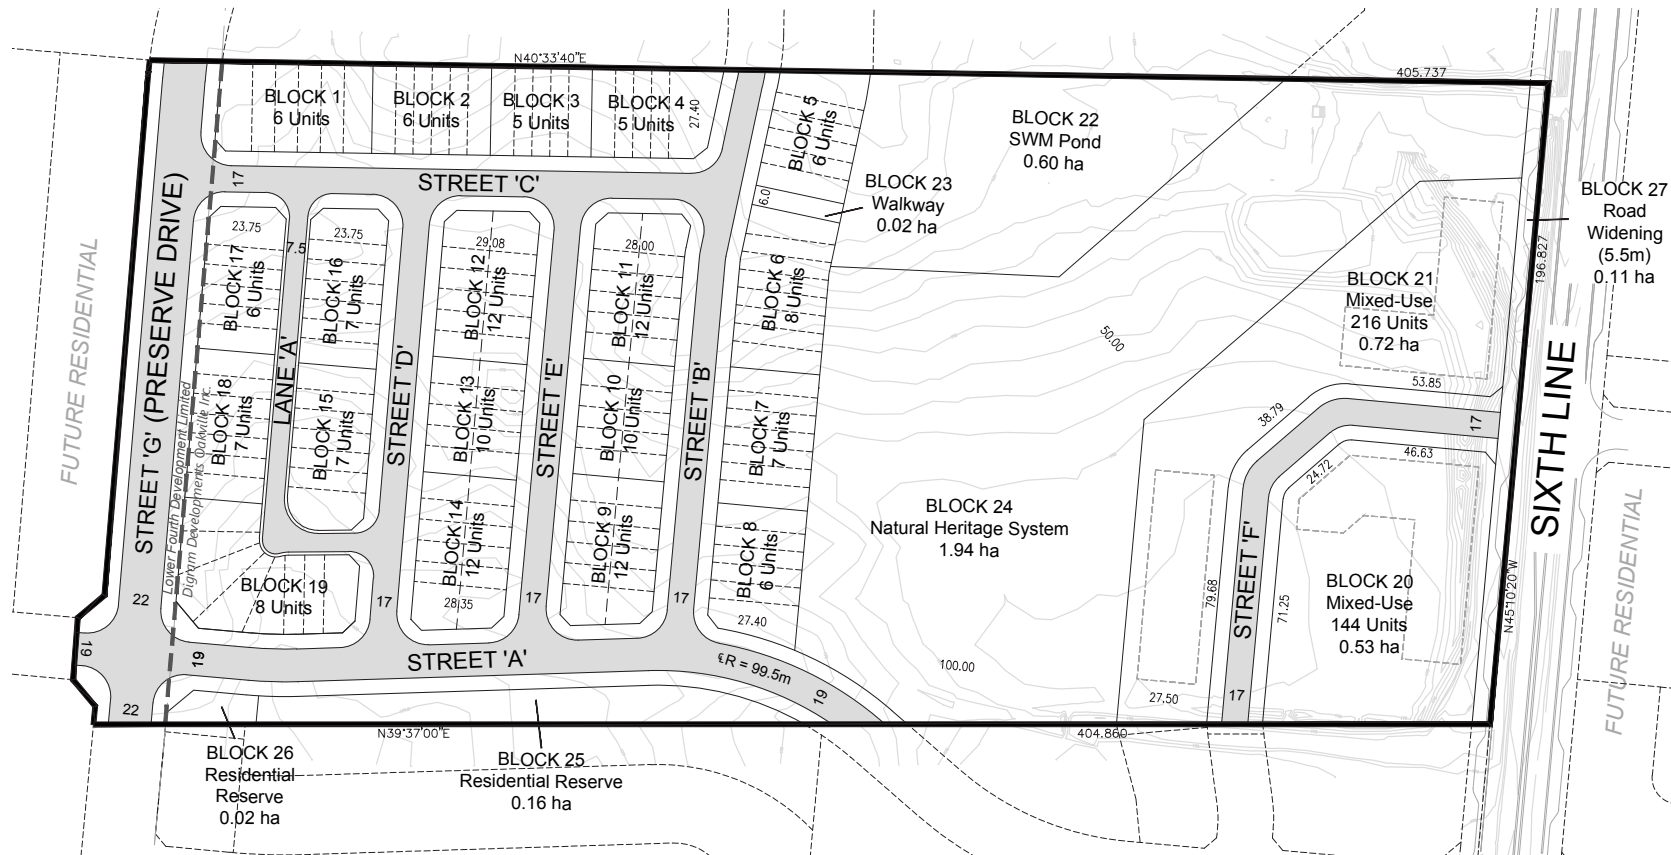 N40°33'40"E
405.737
BLOCK 1
6 Units
BLOCK 2
6 Units
BLOCK 3
5 Units
BLOCK 4
5 Units
27.40
BLOCK 5
6 Units
BLOCK 22
SWM Pond
0.60 ha
BLOCK 23
Walkway
0.02 ha
6.0
BLOCK 27
Road
Widening
(5.5m)
0.11 ha
17
STREET 'C'
FUTURE RESIDENTIAL
STREET 'G' (PRESERVE DRIVE)
23.75
7.5
23.75
29.08
28.00
BLOCK 17
6 Units
BLOCK 16
7 Units
BLOCK 12
12 Units
BLOCK 11
12 Units
BLOCK 6
8 Units
196.827
BLOCK 21
Mixed-Use
216 Units
0.72 ha
50.00
53.85
38.79
17
46.63
24.72
LANE 'A'
STREET 'D'
STREET 'E'
STREET 'B'
BLOCK 18
7 Units
BLOCK 15
7 Units
BLOCK 13
10 Units
BLOCK 10
10 Units
BLOCK 7
7 Units
Lower Fourth Development Limited
Digram Developments Oakville Inc.
SIXTH LINE
BLOCK 24
Natural Heritage System
1.94 ha
BLOCK 14
12 Units
BLOCK 9
12 Units
BLOCK 8
6 Units
BLOCK 19
8 Units
STREET 'F'
79.68
71.25
BLOCK 20
Mixed-Use
144 Units
0.53 ha
N45°10'20"W
FUTURE RESIDENTIAL
22
17
28.35
17
17
27.40
19
19
STREET 'A'
℄R = 99.5m
19
100.00
27.50
17
22
N39°37'00"E
404.860
BLOCK 26
Residential
Reserve
0.02 ha
BLOCK 25
Residential Reserve
0.16 ha